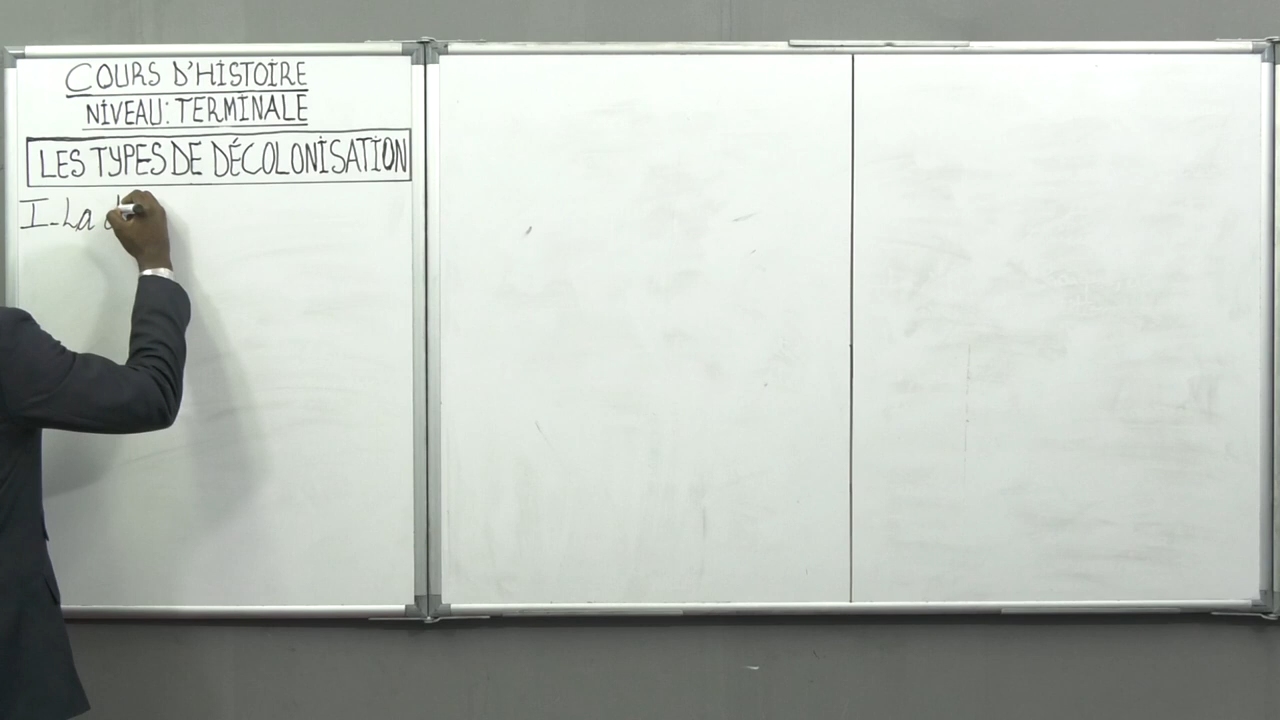 COURS D'HISTOIRE
NIVEAU: TERMINALE
LES TYPES DE DÉCOLONISATION
I-La